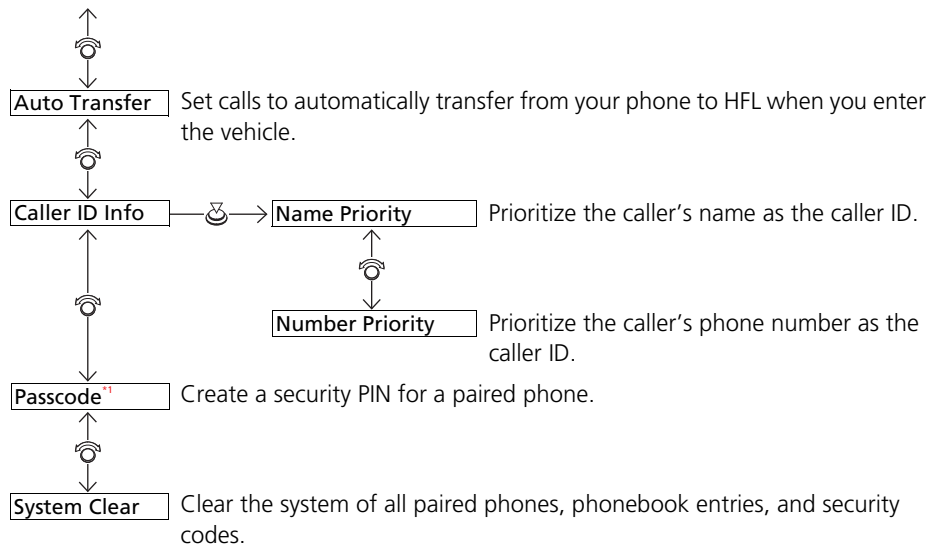 Auto Transfer
Set calls to automatically transfer from your phone to HFL when you enter
the vehicle.
Caller ID Info
Name Priority
Prioritize the caller’s name as the caller ID.
Number Priority
Prioritize the caller’s phone number as the
caller ID.
Passcode*1
Create a security PIN for a paired phone.
System Clear
Clear the system of all paired phones, phonebook entries, and security
codes.